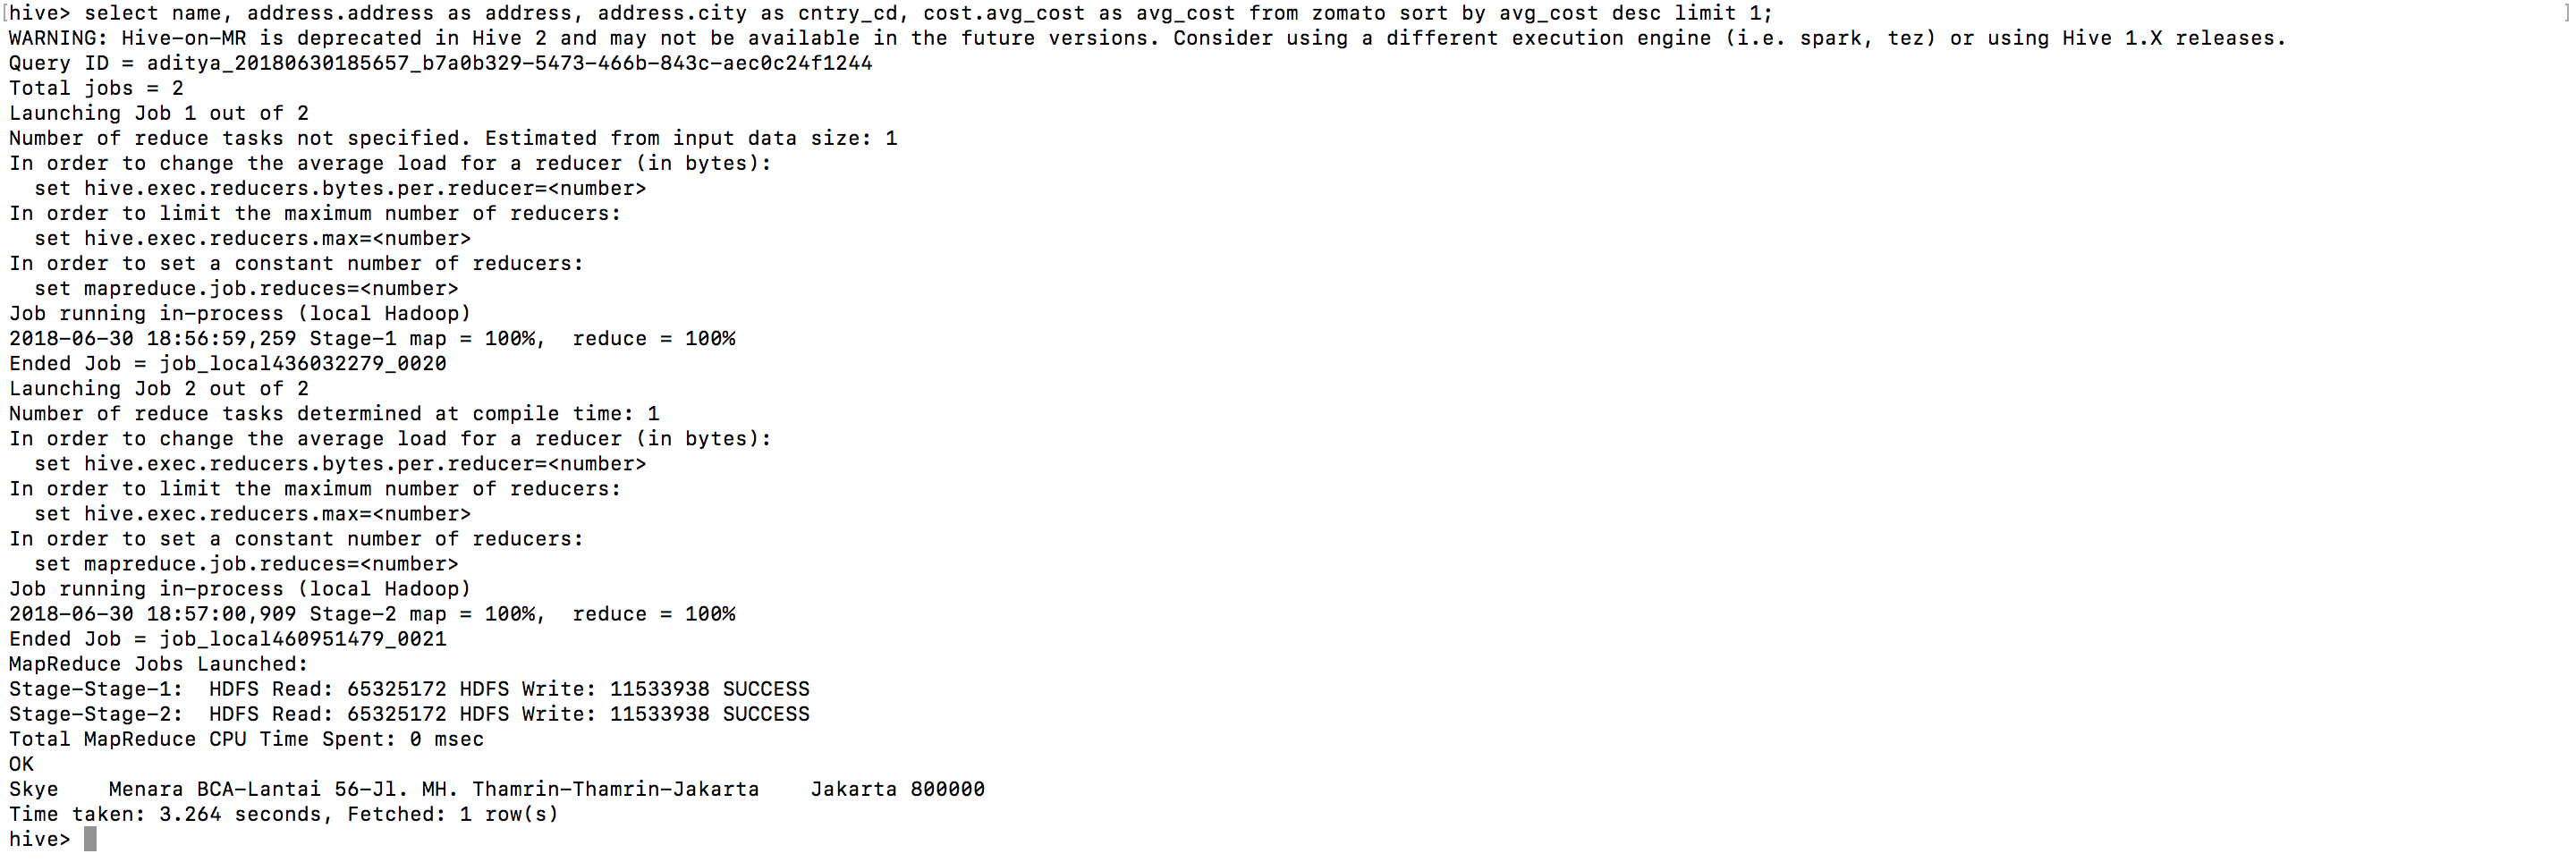 [hive> select name, address.address as address, address.city as cntry_cd, cost.avg_cost as avg_cost from zomato sort by avg_cost desc limit 1; ]
WARNING: Hive-on-MR is deprecated in Hive 2 and may not be available in the future versions. Consider using a different execution engine (i.e. spark, tez) or using Hive 1.X releases.
Query ID = aditya_20180630185657_b7a0b329-5473-466b-843c-aec0c24f1244
Total jobs = 2
Launching Job 1 out of 2
Number of reduce tasks not specified. Estimated from input data size: 1
In order to change the average load for a reducer (in bytes):
  set hive.exec.reducers.bytes.per.reducer=<number>
In order to limit the maximum number of reducers:
  set hive.exec.reducers.max=<number>
In order to set a constant number of reducers:
  set mapreduce.job.reduces=<number>
Job running in-process (local Hadoop)
2018-06-30 18:56:59,259 Stage-1 map = 100%,  reduce = 100%
Ended Job = job_local436032279_0020
Launching Job 2 out of 2
Number of reduce tasks determined at compile time: 1
In order to change the average load for a reducer (in bytes):
  set hive.exec.reducers.bytes.per.reducer=<number>
In order to limit the maximum number of reducers:
  set hive.exec.reducers.max=<number>
In order to set a constant number of reducers:
  set mapreduce.job.reduces=<number>
Job running in-process (local Hadoop)
2018-06-30 18:57:00,909 Stage-2 map = 100%,  reduce = 100%
Ended Job = job_local460951479_0021
MapReduce Jobs Launched:
Stage-Stage-1:  HDFS Read: 65325172 HDFS Write: 11533938 SUCCESS
Stage-Stage-2:  HDFS Read: 65325172 HDFS Write: 11533938 SUCCESS
Total MapReduce CPU Time Spent: 0 msec
OK
Skye    Menara BCA-Lantai 56-Jl. MH. Thamrin-Thamrin-Jakarta    Jakarta 800000
Time taken: 3.264 seconds, Fetched: 1 row(s)
hive>